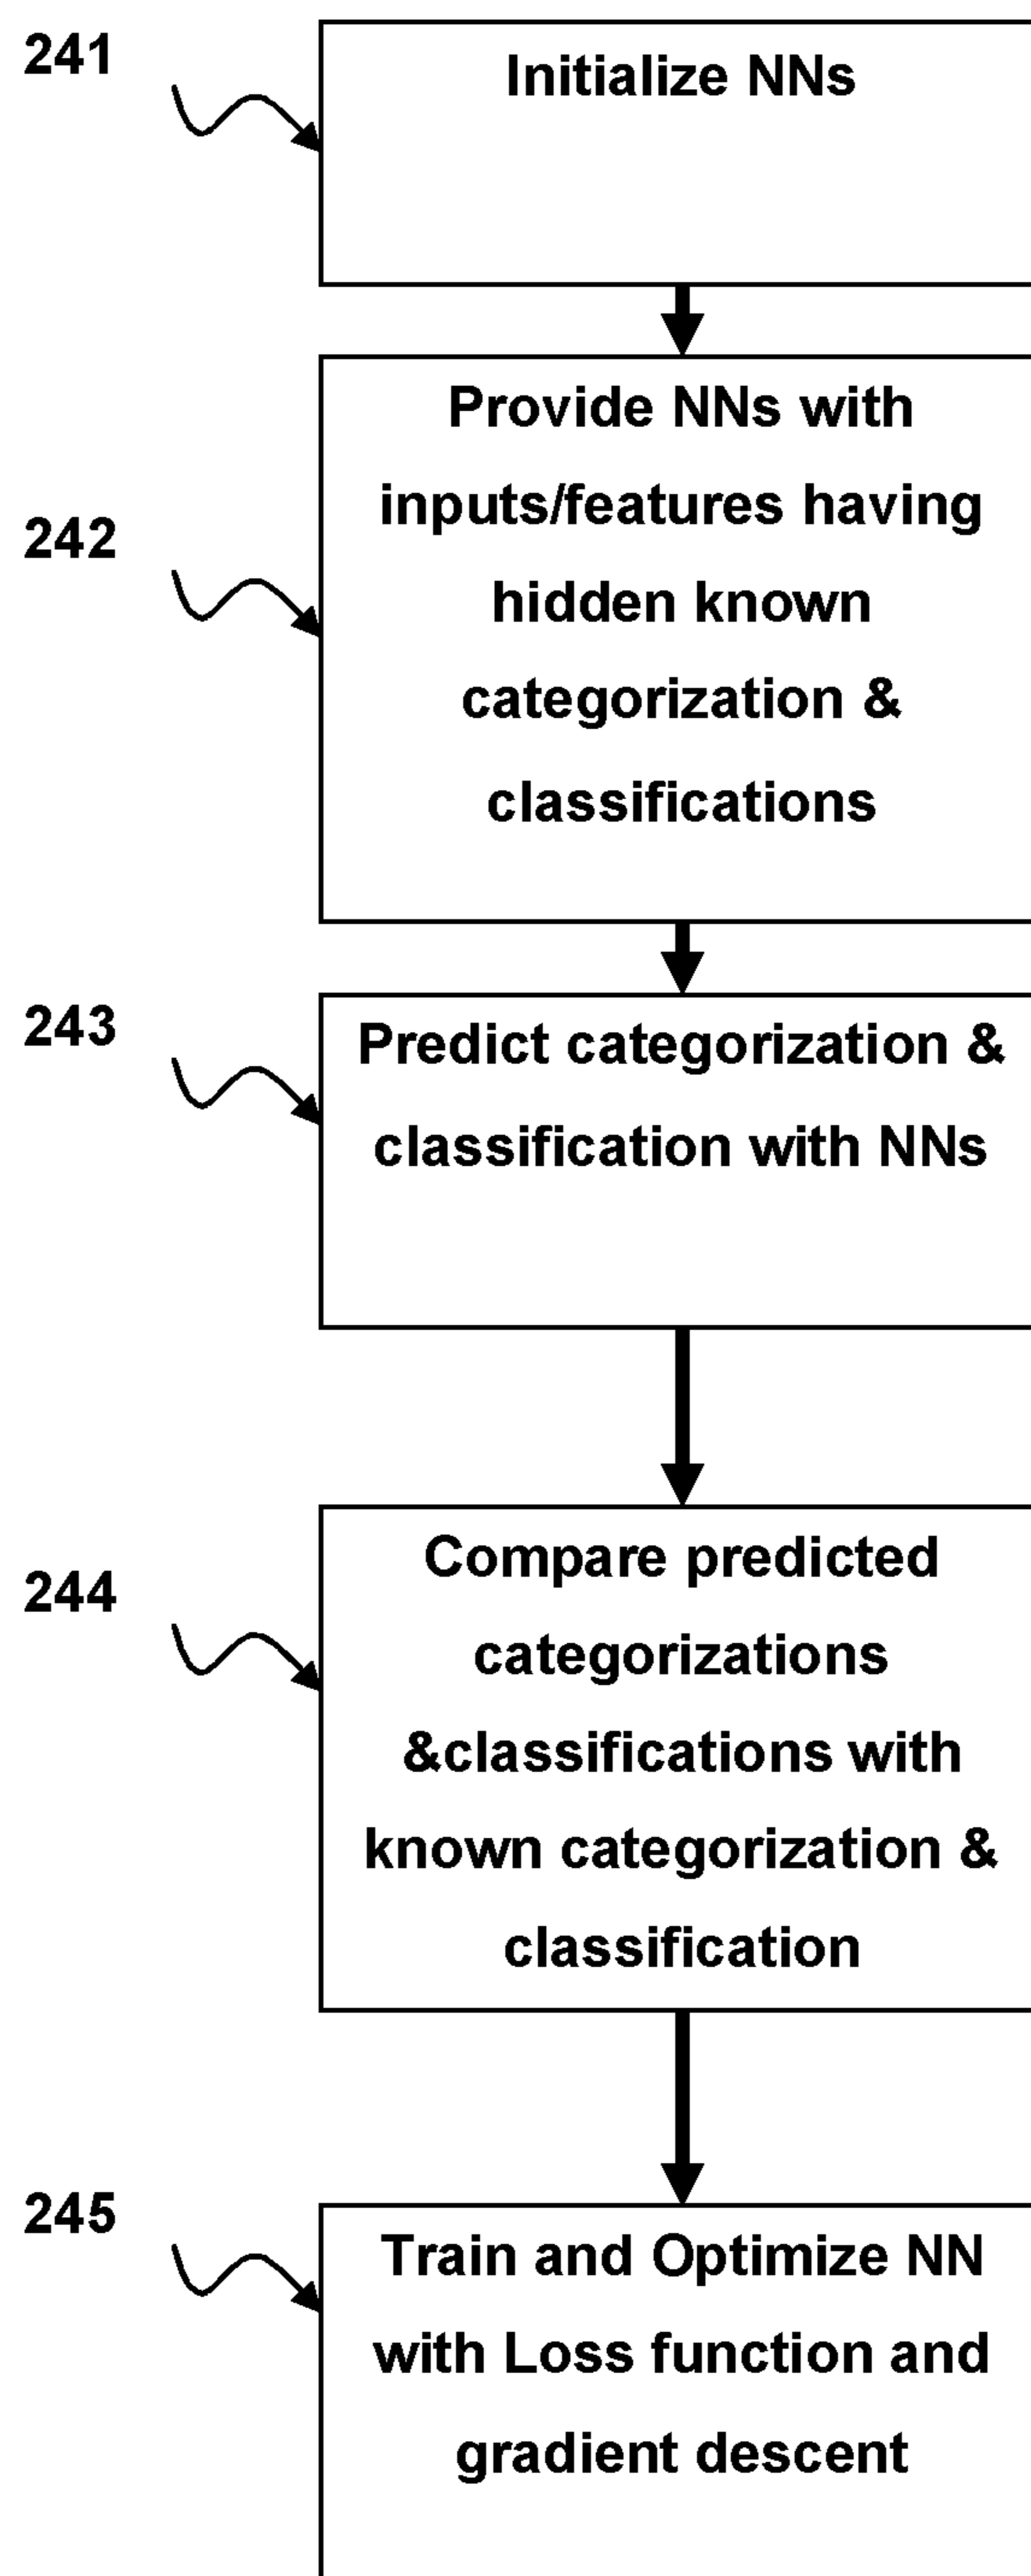 241
Initialize NNs
Provide NNs with
inputs/features having
242
hidden known
categorization &
classifications
243
Predict categorization &
classification with NNs
Compare predicted
244
categorizations
&classifications with
known categorization &
classification
245
Train and Optimize NN
with Loss function and
gradient descent